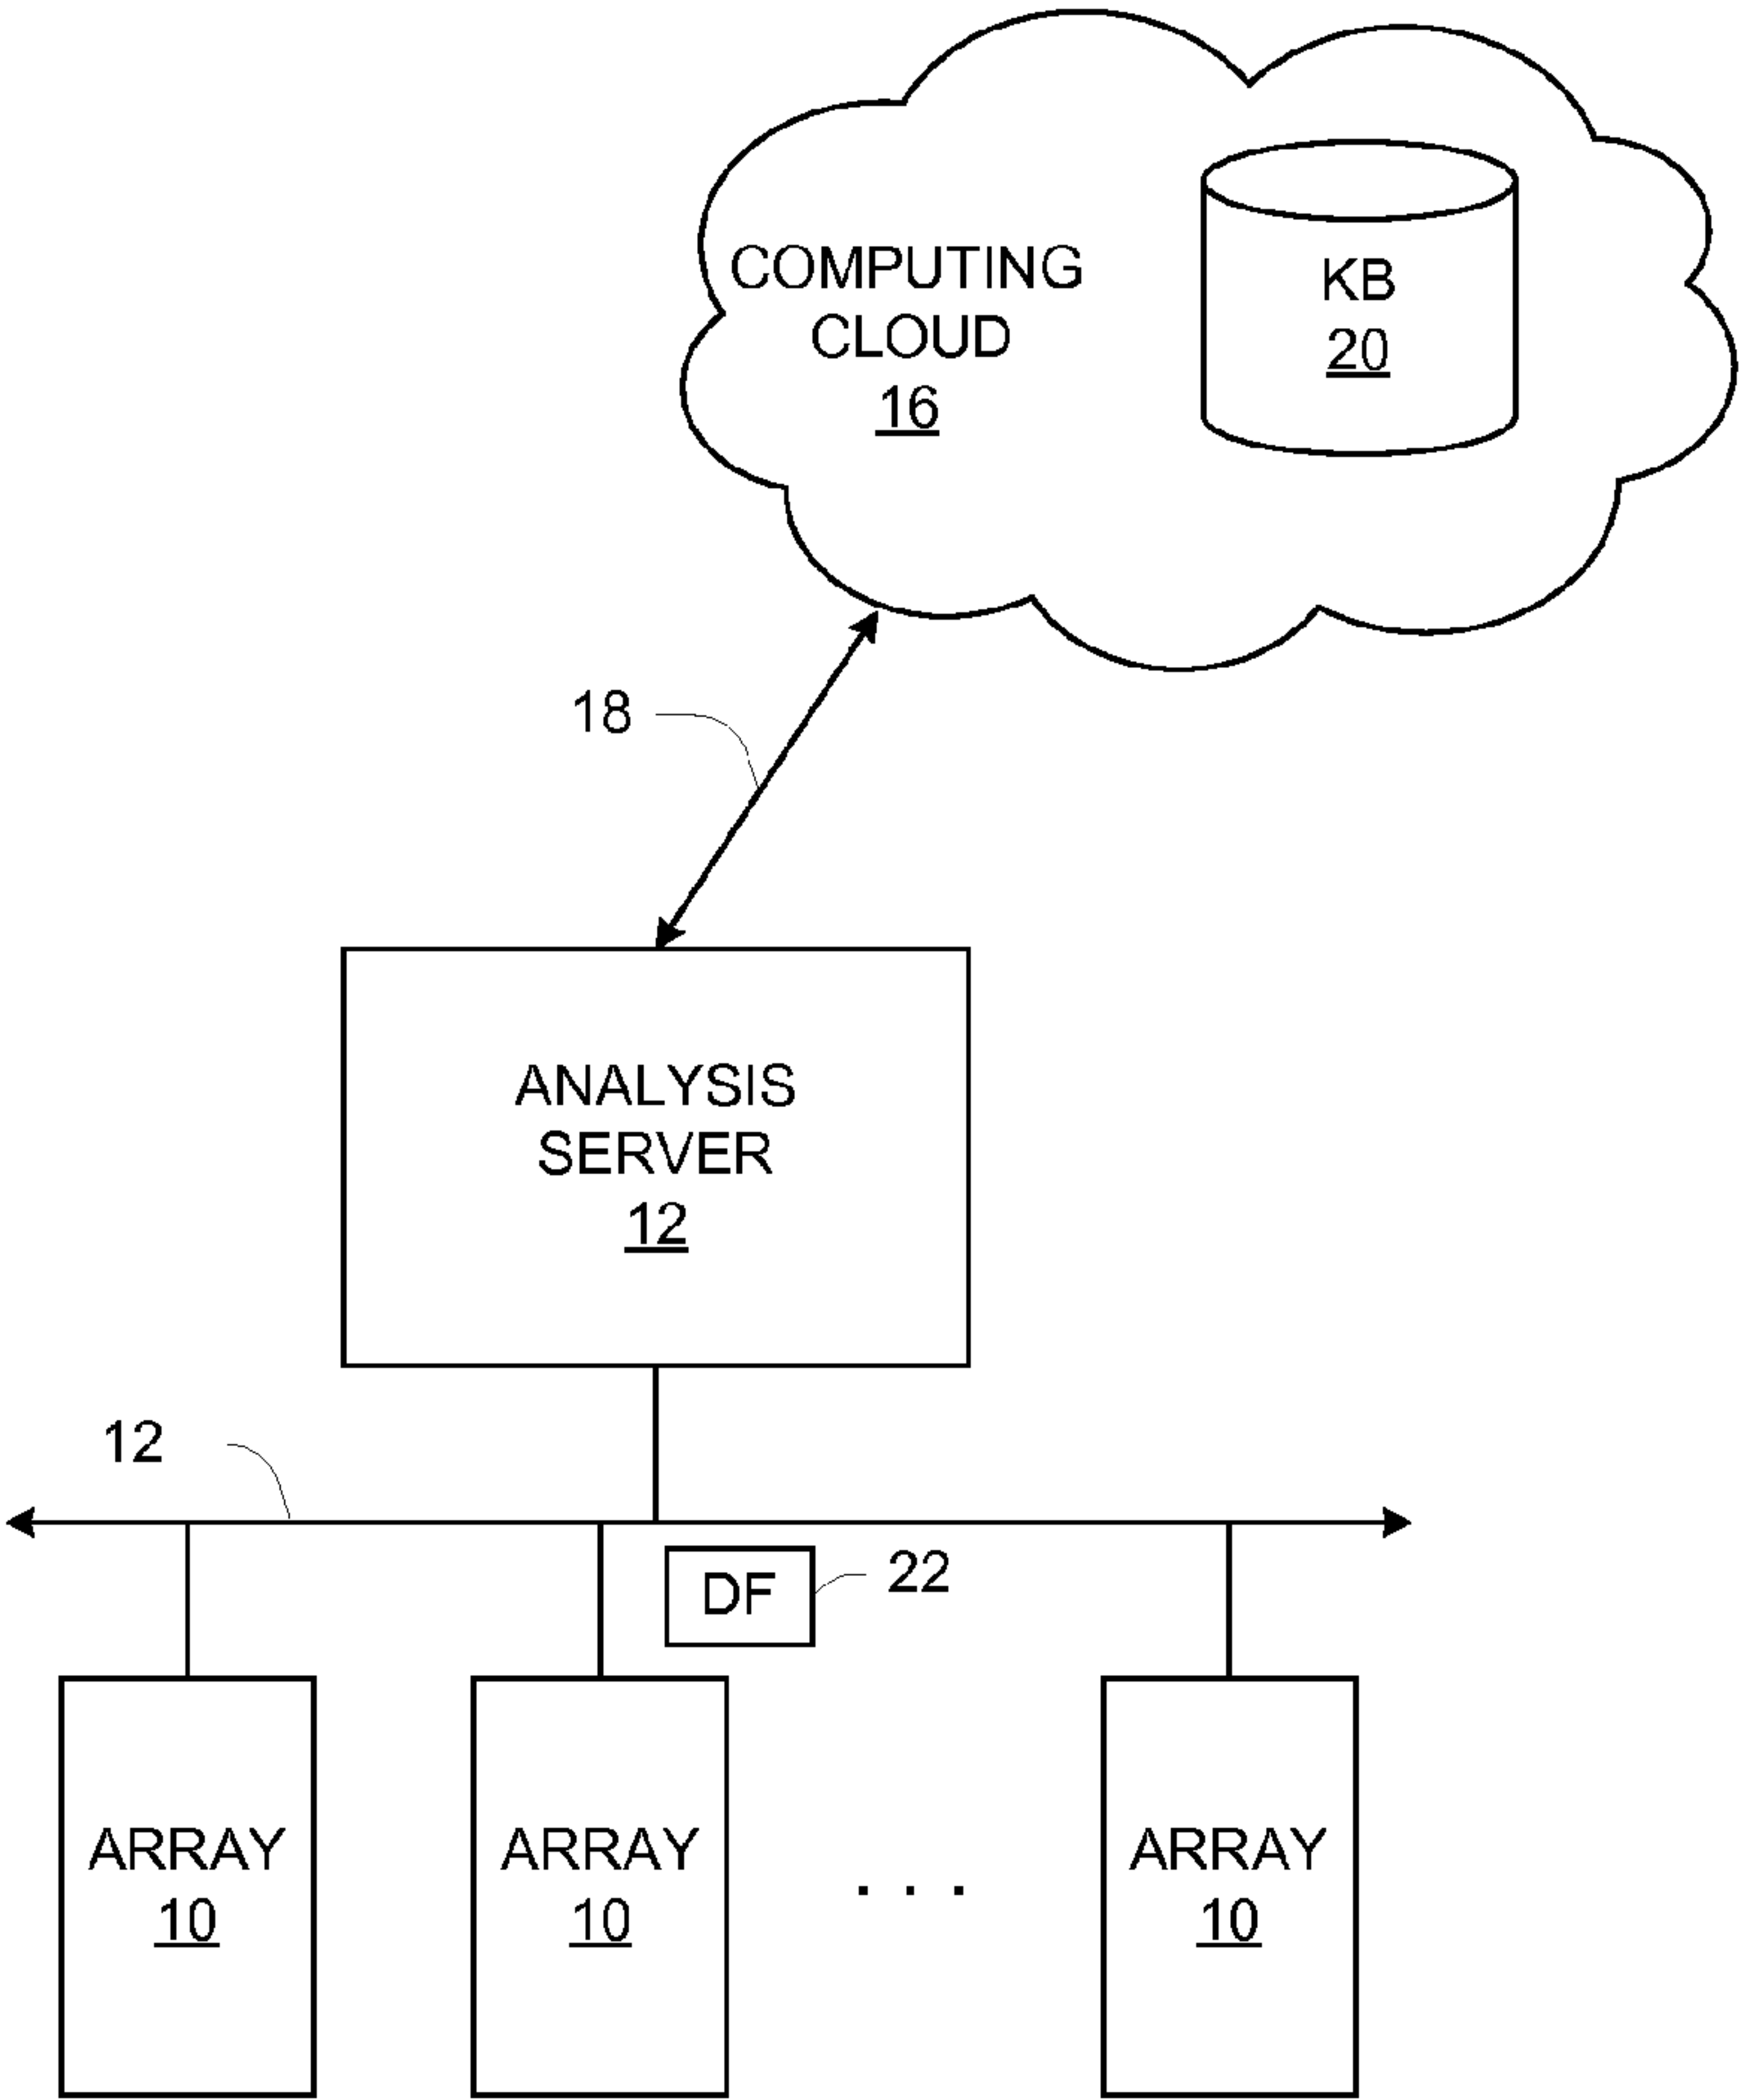 COMPUTING
CLOUD
16
KB
20
18
ANALYSIS
SERVER
12
12
DF
22
ARRAY
10
ARRAY
10
. . .
ARRAY
10